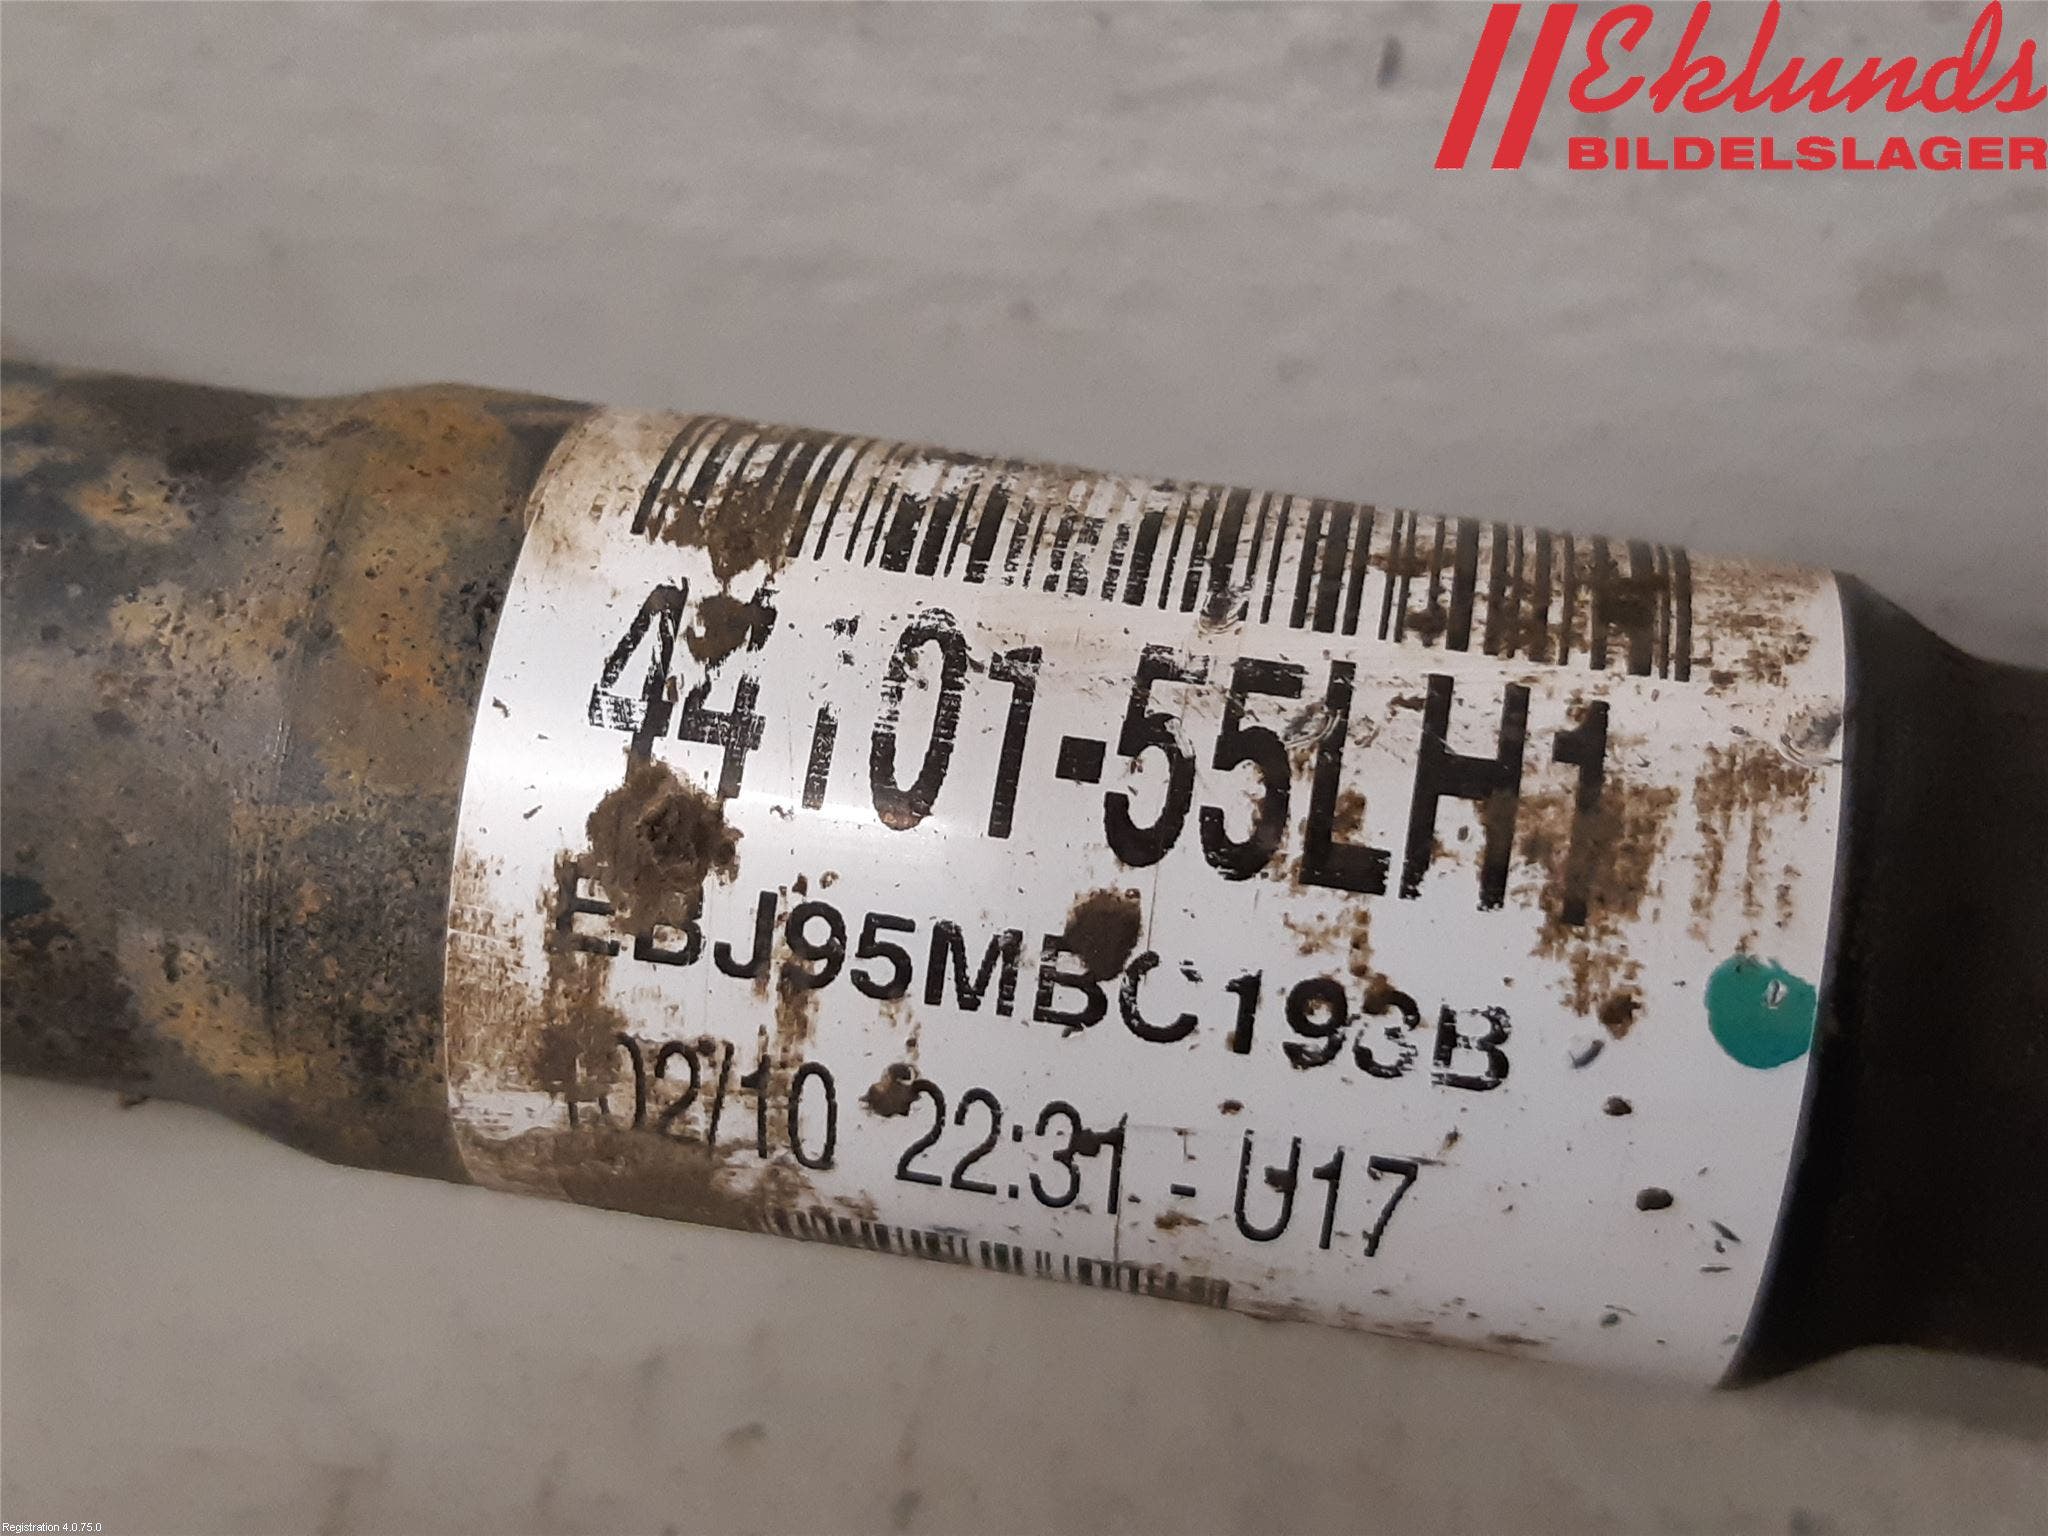 Eklunds
BILDELSLAGER
44101-55LH1
EBJ95MBC193B
02/10 22:31 - U17
Registration 4.0.75.0